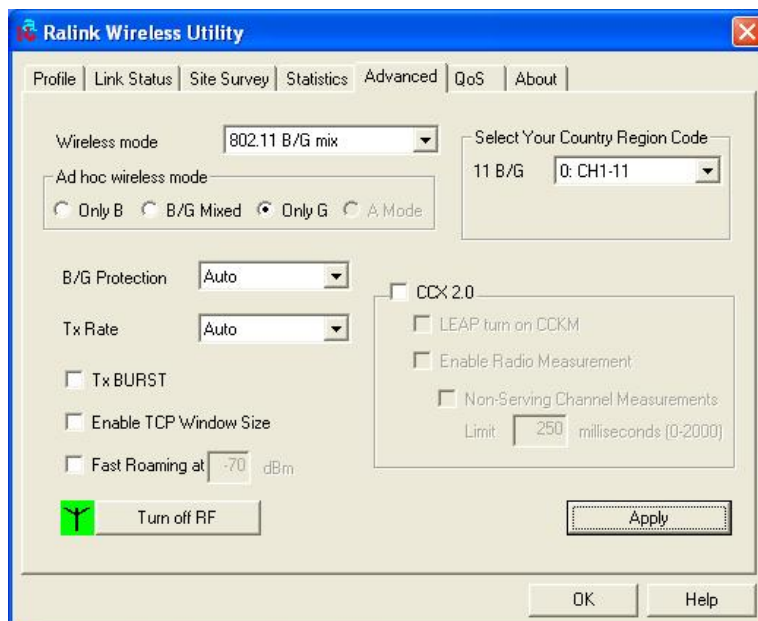 Ralink Wireless Utility
Profile Link Status Site Survey Statistics Advanced QoS About
Wireless mode 802.11 B/G mix
Select Your Country Region Code
11 B/G 0: CH1-11
Ad hoc wireless mode
Only B B/G Mixed Only G A Mode
B/G Protection Auto
Tx Rate Auto
Tx BURST
Enable TCP Window Size
Fast Roaming at -70 dBm
CCX 2.0
LEAP turn on CCKM
Enable Radio Measurement
Non-Serving Channel Measurements
Limit 250 milliseconds (0-2000)
Turn off RF
Apply
OK Help